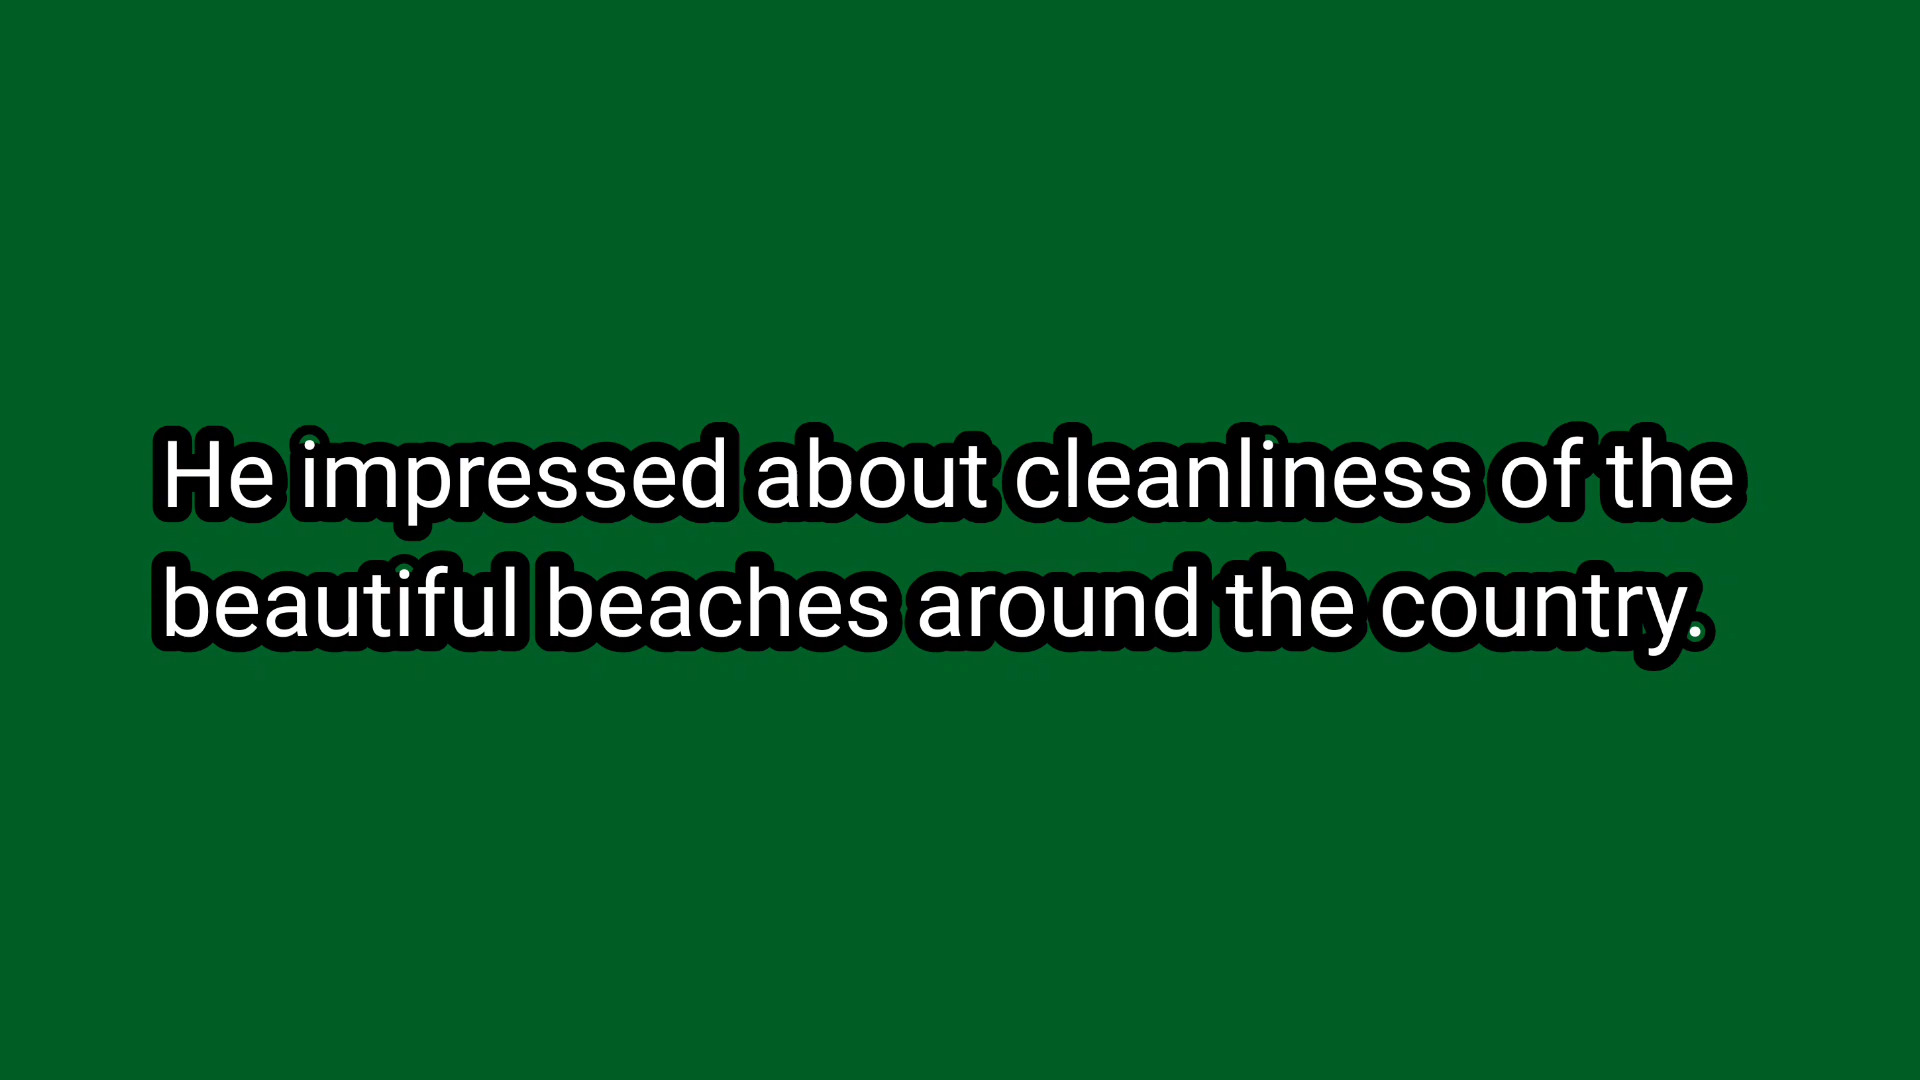 He impressed about cleanliness of the
beautiful beaches around the country.